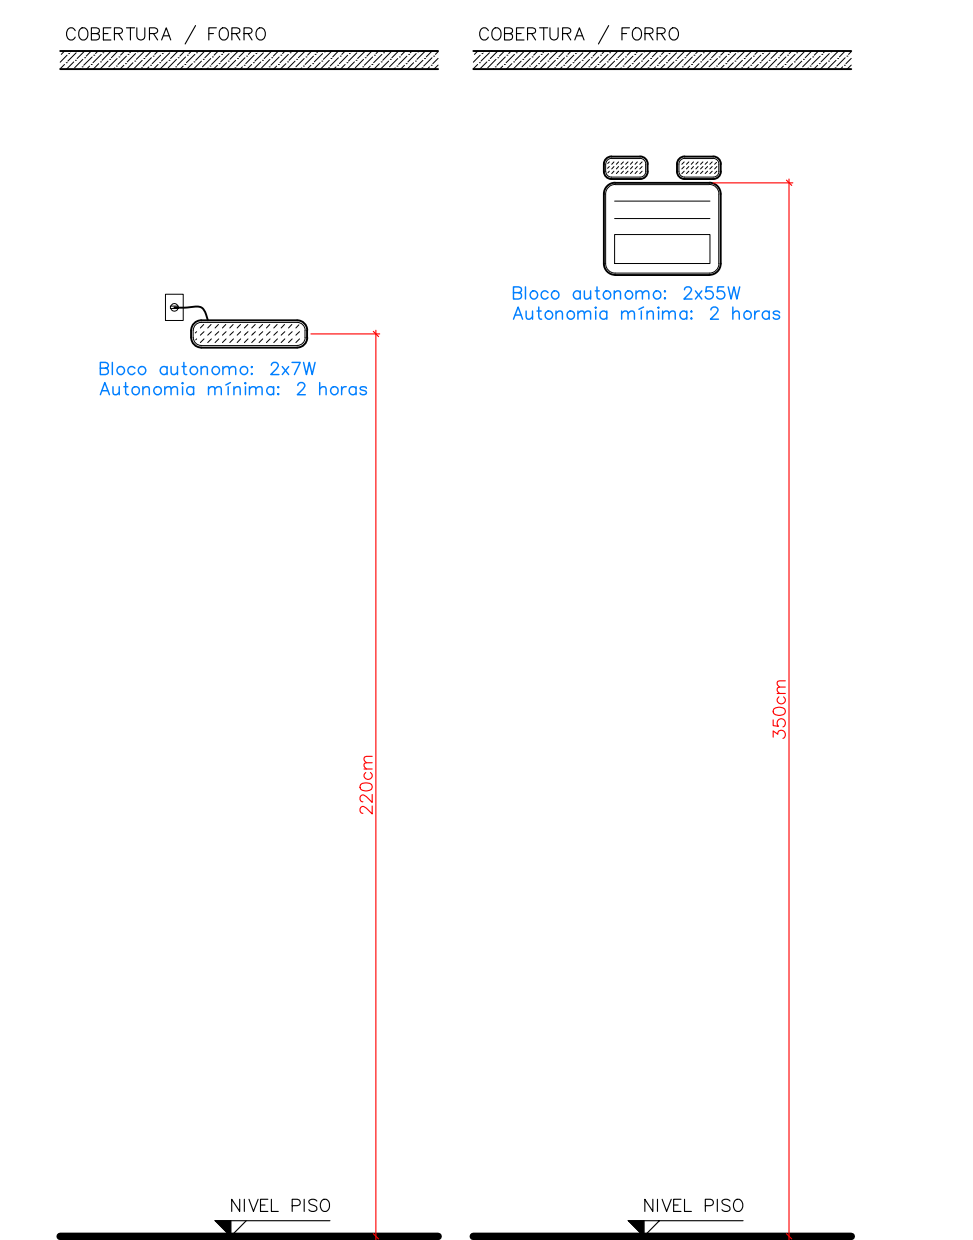 COBERTURA / FORRO
COBERTURA / FORRO
Bloco autonomo: 2x55W
Autonomia mínima: 2 horas
Bloco autonomo: 2x7W
Autonomia mínima: 2 horas
350cm
220cm
NIVEL PISO
NIVEL PISO